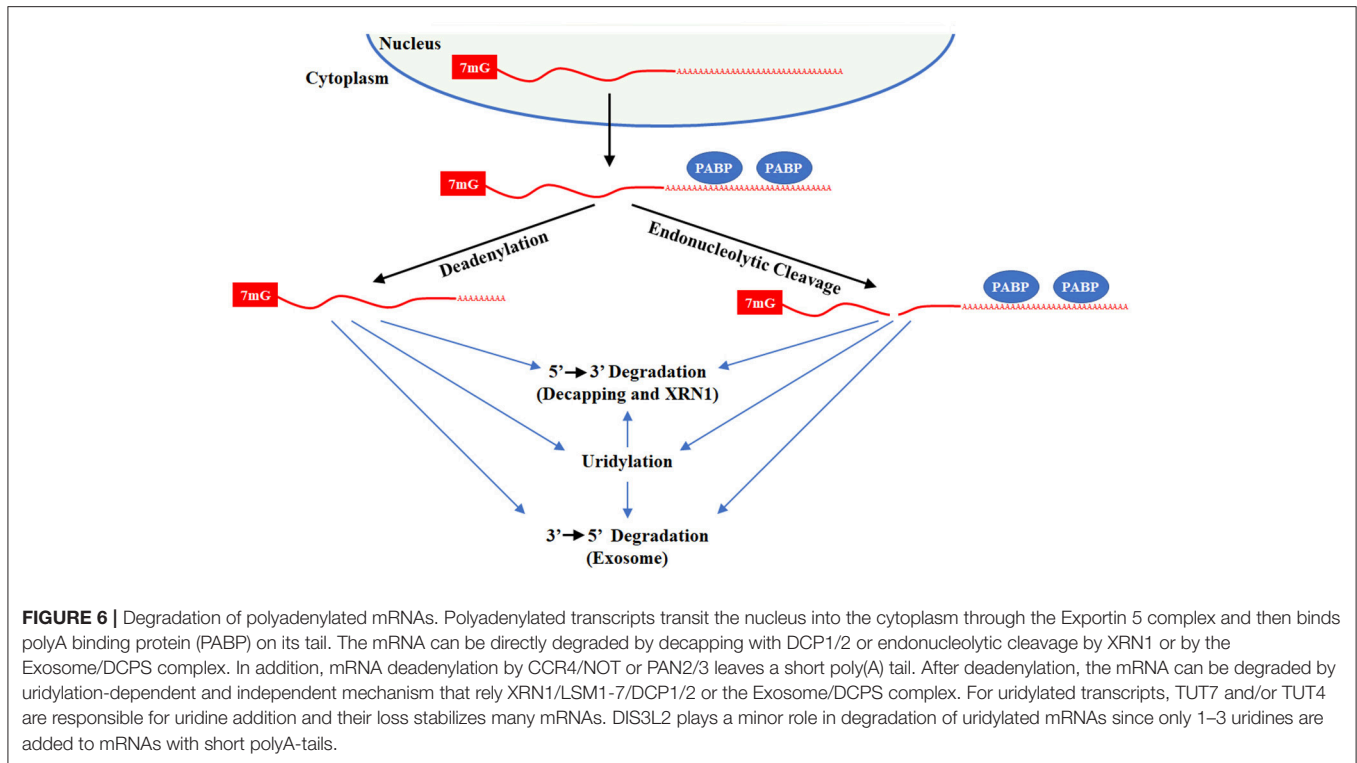 Nucleus
7mG
AAAAAAAAAAAAAAAAAAAAAAAAAAAAAAAAA
Cytoplasm
PABP PABP
7mG
AAAAAAAAAAAAAAAAAAAAAAAAAAAAAAAAA
Deadenylation
Endonucleolytic Cleavage
PABP PABP
7mG
AAAAAAAAA
7mG
AAAAAAAAAAAAAAAAAAAAAAAAAAAAAAAAA
5’→3’ Degradation
(Decapping and XRN1)
Uridylation
3’→5’ Degradation
(Exosome)
FIGURE 6 | Degradation of polyadenylated mRNAs. Polyadenylated transcripts transit the nucleus into the cytoplasm through the Exportin 5 complex and then binds
polyA binding protein (PABP) on its tail. The mRNA can be directly degraded by decapping with DCP1/2 or endonucleolytic cleavage by XRN1 or by the
Exosome/DCPS complex. In addition, mRNA deadenylation by CCR4/NOT or PAN2/3 leaves a short poly(A) tail. After deadenylation, the mRNA can be degraded by
uridylation-dependent and independent mechanism that rely XRN1/LSM1-7/DCP1/2 or the Exosome/DCPS complex. For uridylated transcripts, TUT7 and/or TUT4
are responsible for uridine addition and their loss stabilizes many mRNAs. DIS3L2 plays a minor role in degradation of uridylated mRNAs since only 1–3 uridines are
added to mRNAs with short polyA-tails.